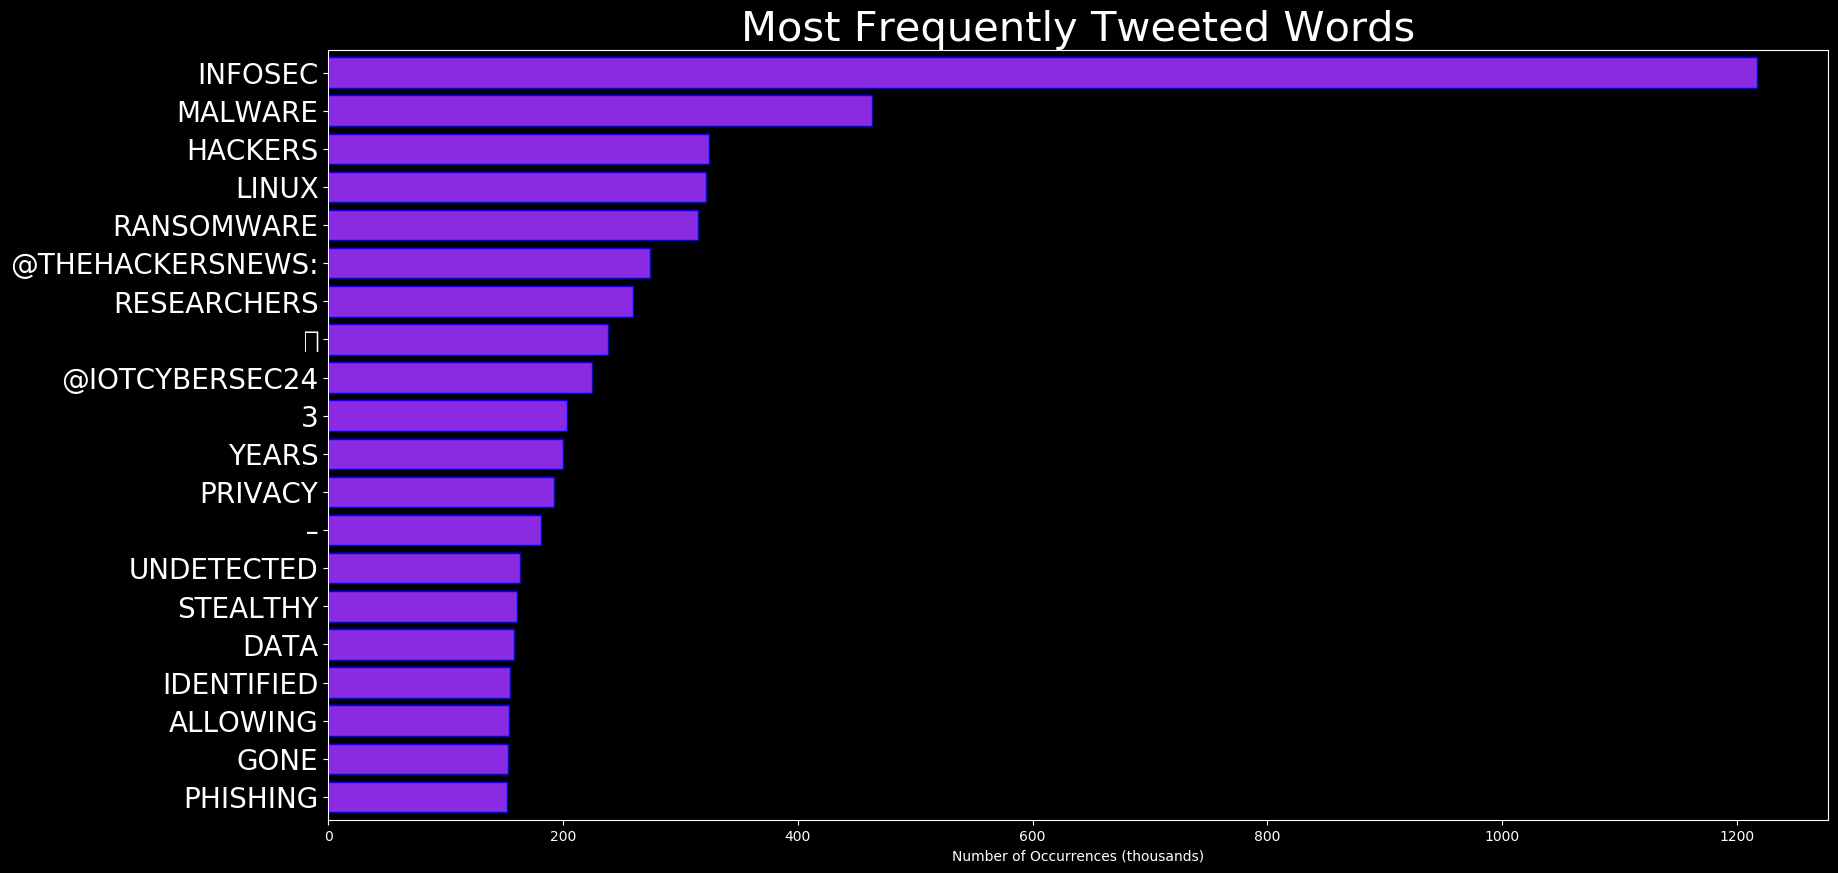 Most Frequently Tweeted Words
INFOSEC
MALWARE
HACKERS
LINUX
RANSOMWARE
@THEHACKERSNEWS:
RESEARCHERS
@IOTCYBERSEC24
3
YEARS
PRIVACY
–
UNDETECTED
STEALTHY
DATA
IDENTIFIED
ALLOWING
GONE
PHISHING
0 200 400 600 800 1000 1200
Number of Occurrences (thousands)